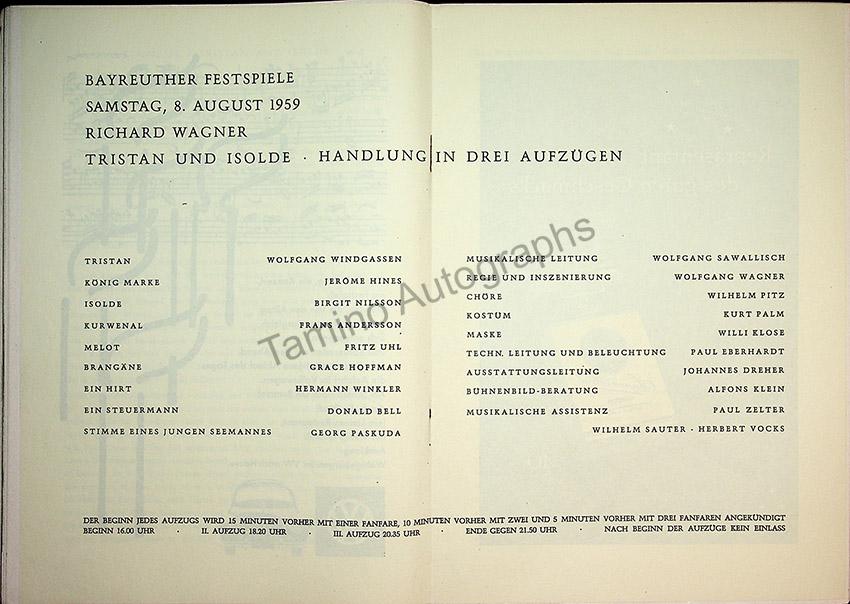 BAYREUTHER FESTSPIELE
SAMSTAG, 8. AUGUST 1959
RICHARD WAGNER
TRISTAN UND ISOLDE · HANDLUNG IN DREI AUFZÜGEN
TRISTAN WOLFGANG WINDGASSEN
KÖNIG MARKE JEROME HINES
ISOLDE BIRGIT NILSSON
KURWENAL FRANS ANDERSSON
MELOT FRITZ UHL
BRANGÄNE GRACE HOFFMAN
EIN HIRT HERMANN WINKLER
EIN STEUERMANN DONALD BELL
STIMME EINES JUNGEN SEEMANNES GEORG PASKUDA
MUSIKALISCHE LEITUNG WOLFGANG SAWALLISCH
REGIE UND INSZENIERUNG WOLFGANG WAGNER
CHÖRE WILHELM PITZ
KOSTÜM KURT PALM
MASKE WILLI KLOSE
TECHN. LEITUNG UND BELEUCHTUNG PAUL EBERHARDT
AUSSTATTUNGSLEITUNG JOHANNES DREHER
BÜHNENBILD-BERATUNG ALFONS KLEIN
MUSIKALISCHE ASSISTENZ PAUL ZELTER
WILHELM SAUTER · HERBERT VOCKS
DER BEGINN JEDES AUFZUGS WIRD 15 MINUTEN VORHER MIT EINER FANFARE, 10 MINUTEN VORHER MIT ZWEI UND 5 MINUTEN VORHER MIT DREI FANFAREN ANGEKÜNDIGT
BEGINN 16.00 UHR · II. AUFZUG 18.20 UHR · III. AUFZUG 20.35 UHR · ENDE GEGEN 21.50 UHR · NACH BEGINN DER AUFZÜGE KEIN EINLASS
Tamino Autographs